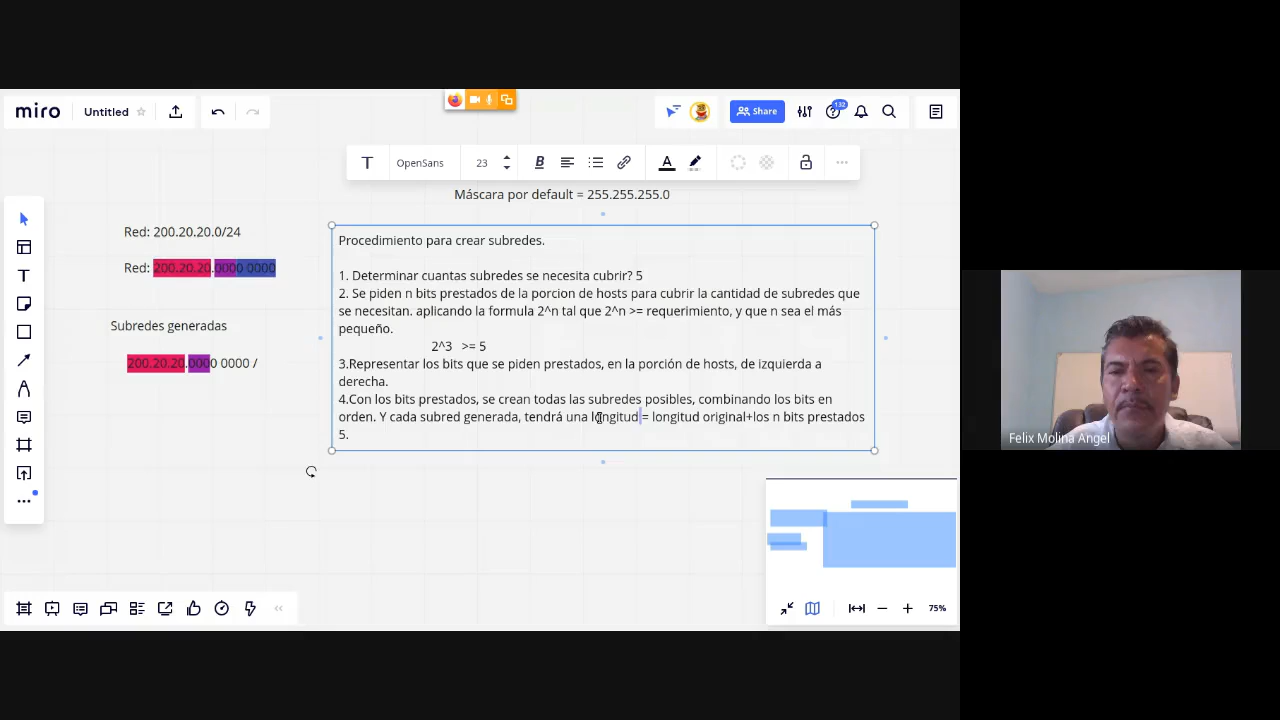 miro
Untitled
Share
132
OpenSans
23
B
A
Máscara por default = 255.255.255.0
Red: 200.20.20.0/24
Red: 200.20.20.0000 0000
Subredes generadas
200.20.20.0000 0000 /
Procedimiento para crear subredes.
1. Determinar cuantas subredes se necesita cubrir? 5
2. Se piden n bits prestados de la porcion de hosts para cubrir la cantidad de subredes que
se necesitan. aplicando la formula 2^n tal que 2^n >= requerimiento, y que n sea el más
pequeño.
2^3 >= 5
3.Representar los bits que se piden prestados, en la porción de hosts, de izquierda a
derecha.
4.Con los bits prestados, se crean todas las subredes posibles, combinando los bits en
orden. Y cada subred generada, tendrá una longitud = longitud original+los n bits prestados
5.
75%
Felix Molina Angel